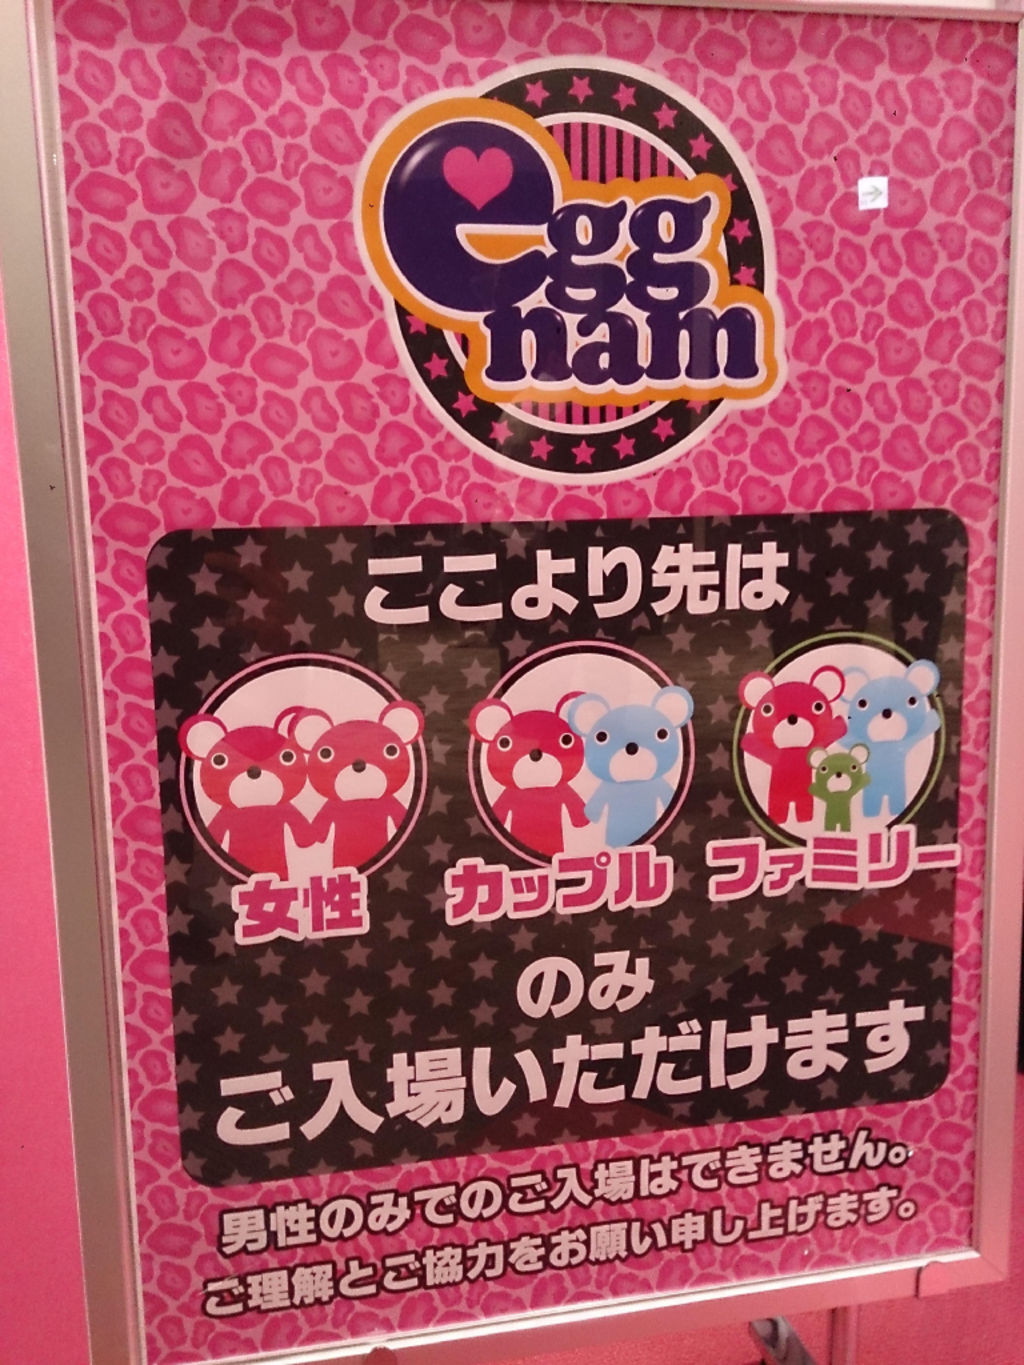 egg
nam
ここより先は
女性
カップル
ファミリー
のみ
ご入場いただけます
男性のみでのご入場はできません。
ご理解とご協力をお願い申し上げます。